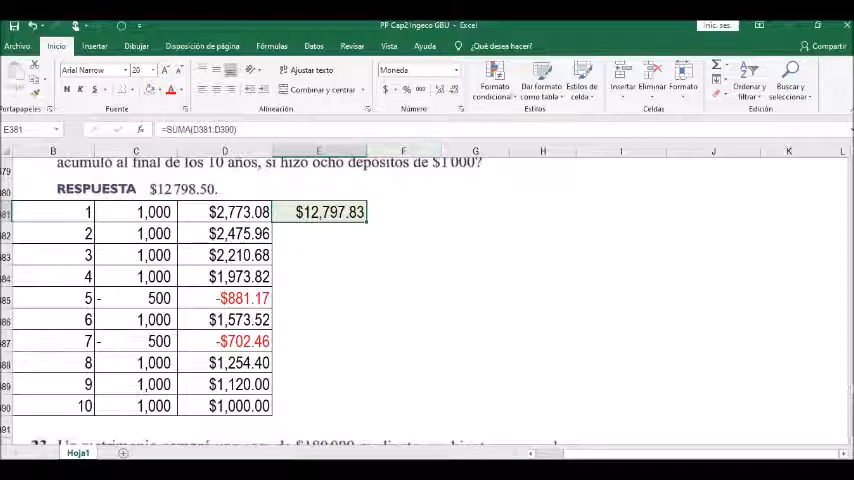 PP Cap2 Ingeco GBU - Excel
Inic. ses.
Archivo Inicio Insertar Dibujar Disposición de página Fórmulas Datos Revisar Vista Ayuda ¿Qué desea hacer? Compartir
Arial Narrow 20 A A Ajustar texto Moneda
N K S A Combinar y centrar $ % 000
Formato condicional Dar formato como tabla Estilos de celda Insertar Eliminar Formato Ordenar y filtrar Buscar y seleccionar
Portapapeles Fuente Alineación Número Estilos Celdas Edición
E381 fx =SUMA(D381:D390)
B C D E F G H I J K L
acumuló al final de los 10 años, si hizo ocho depósitos de $1 000?
RESPUESTA $12 798.50.
1 1,000 $2,773.08 $12,797.83
2 1,000 $2,475.96
3 1,000 $2,210.68
4 1,000 $1,973.82
5 - 500 -$881.17
6 1,000 $1,573.52
7 - 500 -$702.46
8 1,000 $1,254.40
9 1,000 $1,120.00
10 1,000 $1,000.00
Hoja1